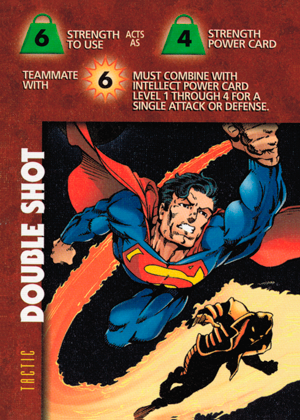 6 STRENGTH TO USE ACTS AS 4 STRENGTH POWER CARD
TEAMMATE WITH 6 MUST COMBINE WITH
INTELLECT POWER CARD
LEVEL 1 THROUGH 4 FOR A
SINGLE ATTACK OR DEFENSE.
DOUBLE SHOT
TACTIC
S